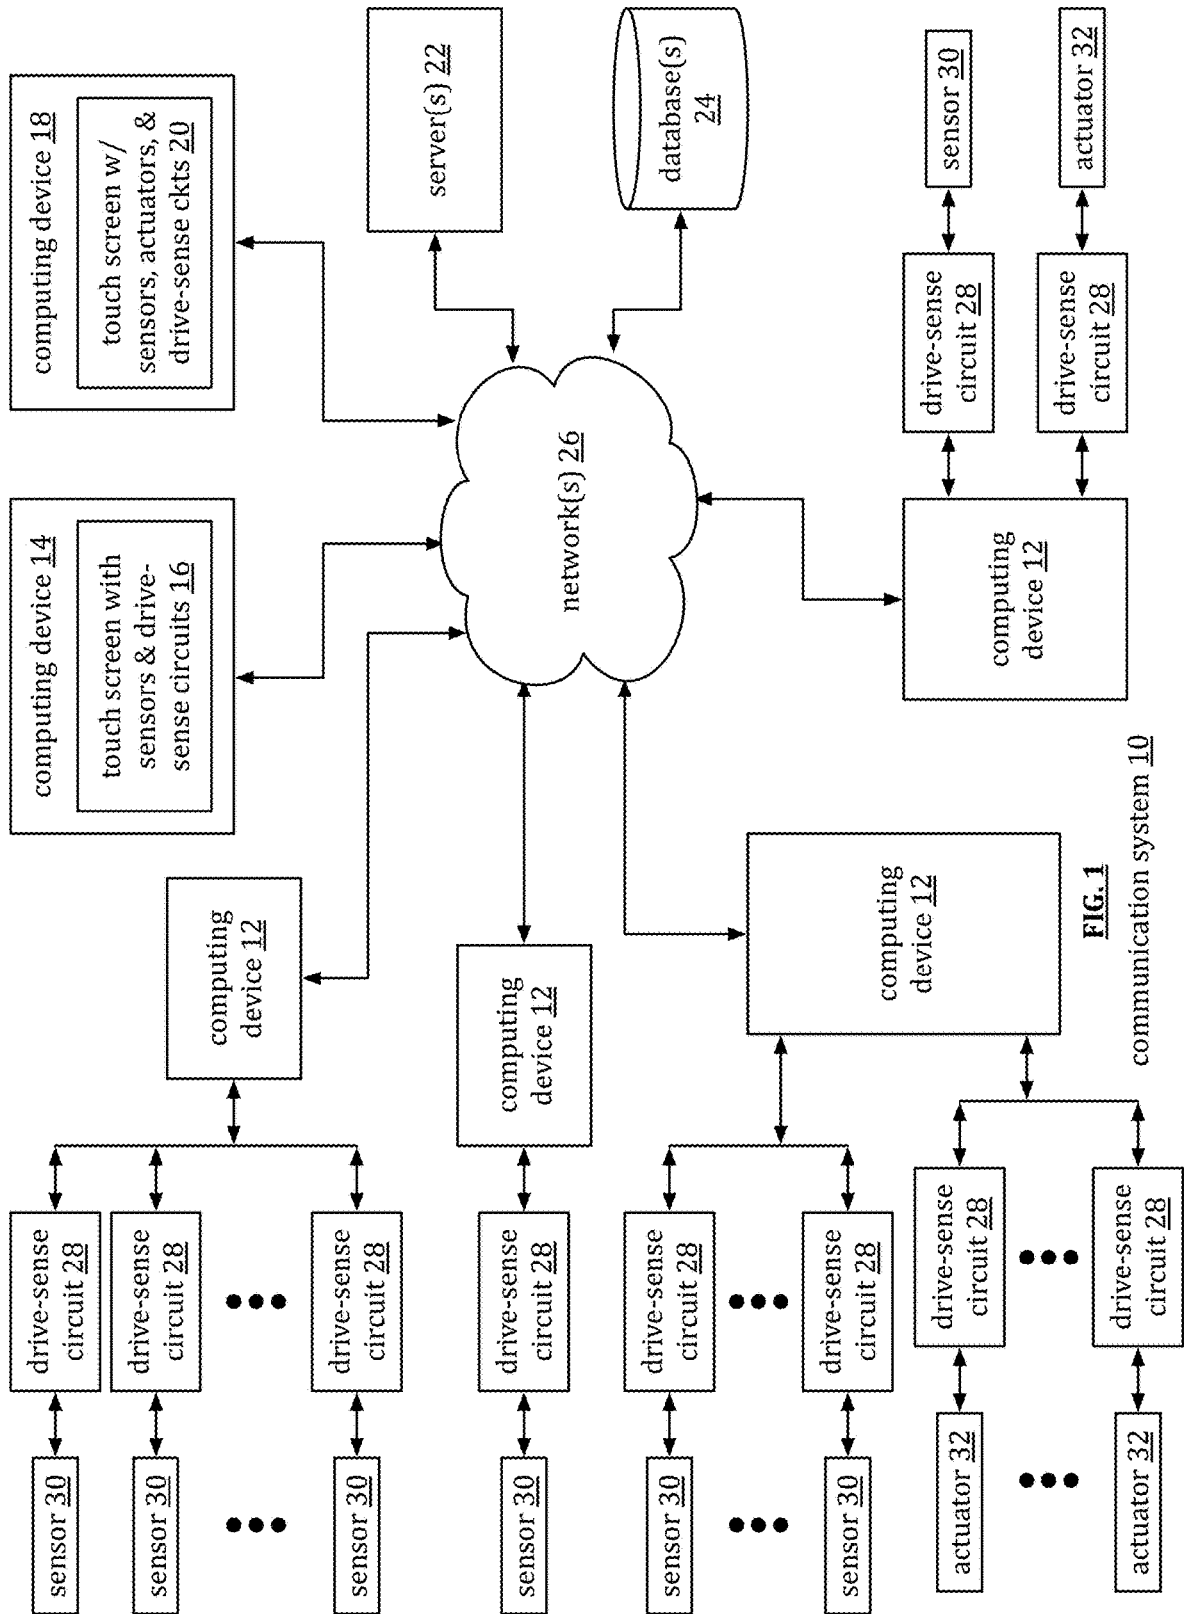 sensor 30
drive-sense
circuit 28
sensor 30
drive-sense
circuit 28
sensor 30
drive-sense
circuit 28
computing
device 12
computing device 14
touch screen with
sensors & drive-
sense circuits 16
computing device 18
touch screen w/
sensors, actuators, &
drive-sense ckts 20
sensor 30
drive-sense
circuit 28
computing
device 12
network(s) 26
server(s) 22
database(s)
24
sensor 30
drive-sense
circuit 28
sensor 30
drive-sense
circuit 28
computing
device 12
actuator 32
drive-sense
circuit 28
actuator 32
drive-sense
circuit 28
computing
device 12
drive-sense
circuit 28
sensor 30
drive-sense
circuit 28
actuator 32
FIG. 1
communication system 10